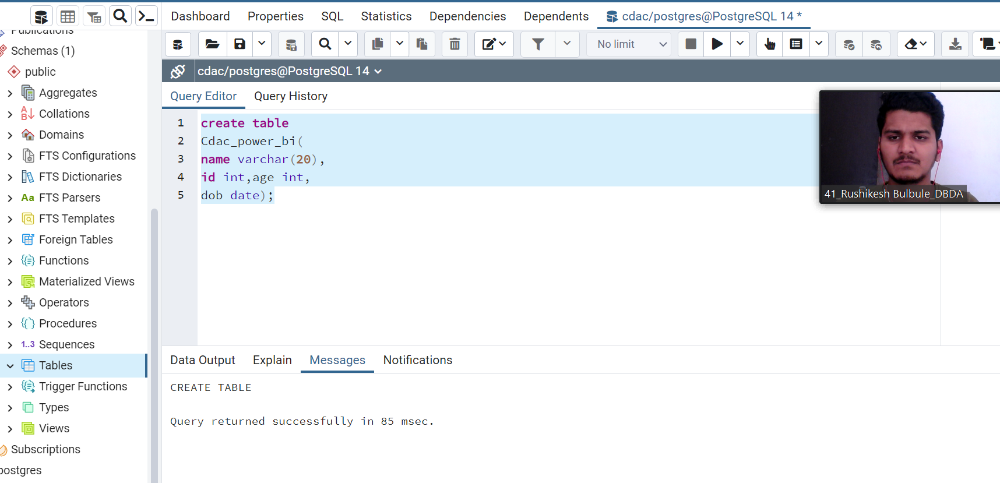 Dashboard Properties SQL Statistics Dependencies Dependents cdac/postgres@PostgreSQL 14 *
Publications
Schemas (1)
public
Aggregates
Collations
Domains
FTS Configurations
FTS Dictionaries
Aa FTS Parsers
FTS Templates
Foreign Tables
Functions
Materialized Views
Operators
Procedures
1..3 Sequences
Tables
Trigger Functions
Types
Views
Subscriptions
postgres
No limit
cdac/postgres@PostgreSQL 14
Query Editor Query History
1 create table
2 Cdac_power_bi(
3 name varchar(20),
4 id int,age int,
5 dob date);
41_Rushikesh Bulbule_DBDA
Data Output Explain Messages Notifications
CREATE TABLE
Query returned successfully in 85 msec.